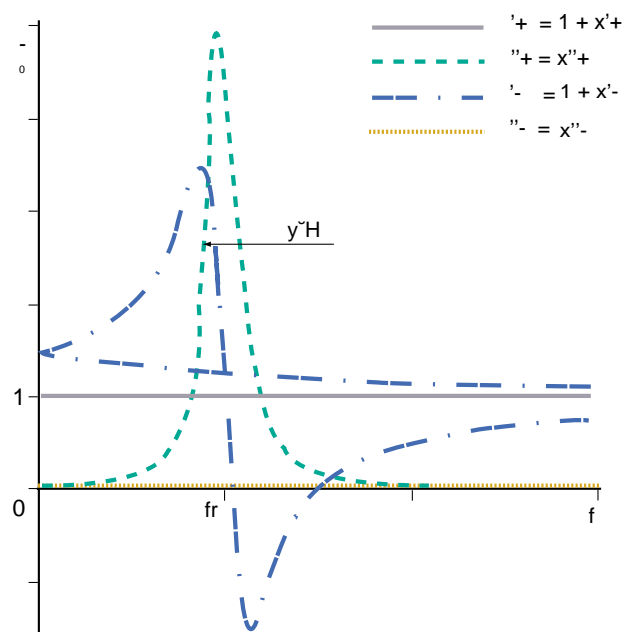 '+ = 1 + x'+
''+ = x''+
'- = 1 + x'-
''- = x''-
-
0
y˘H
1
0
fr
f